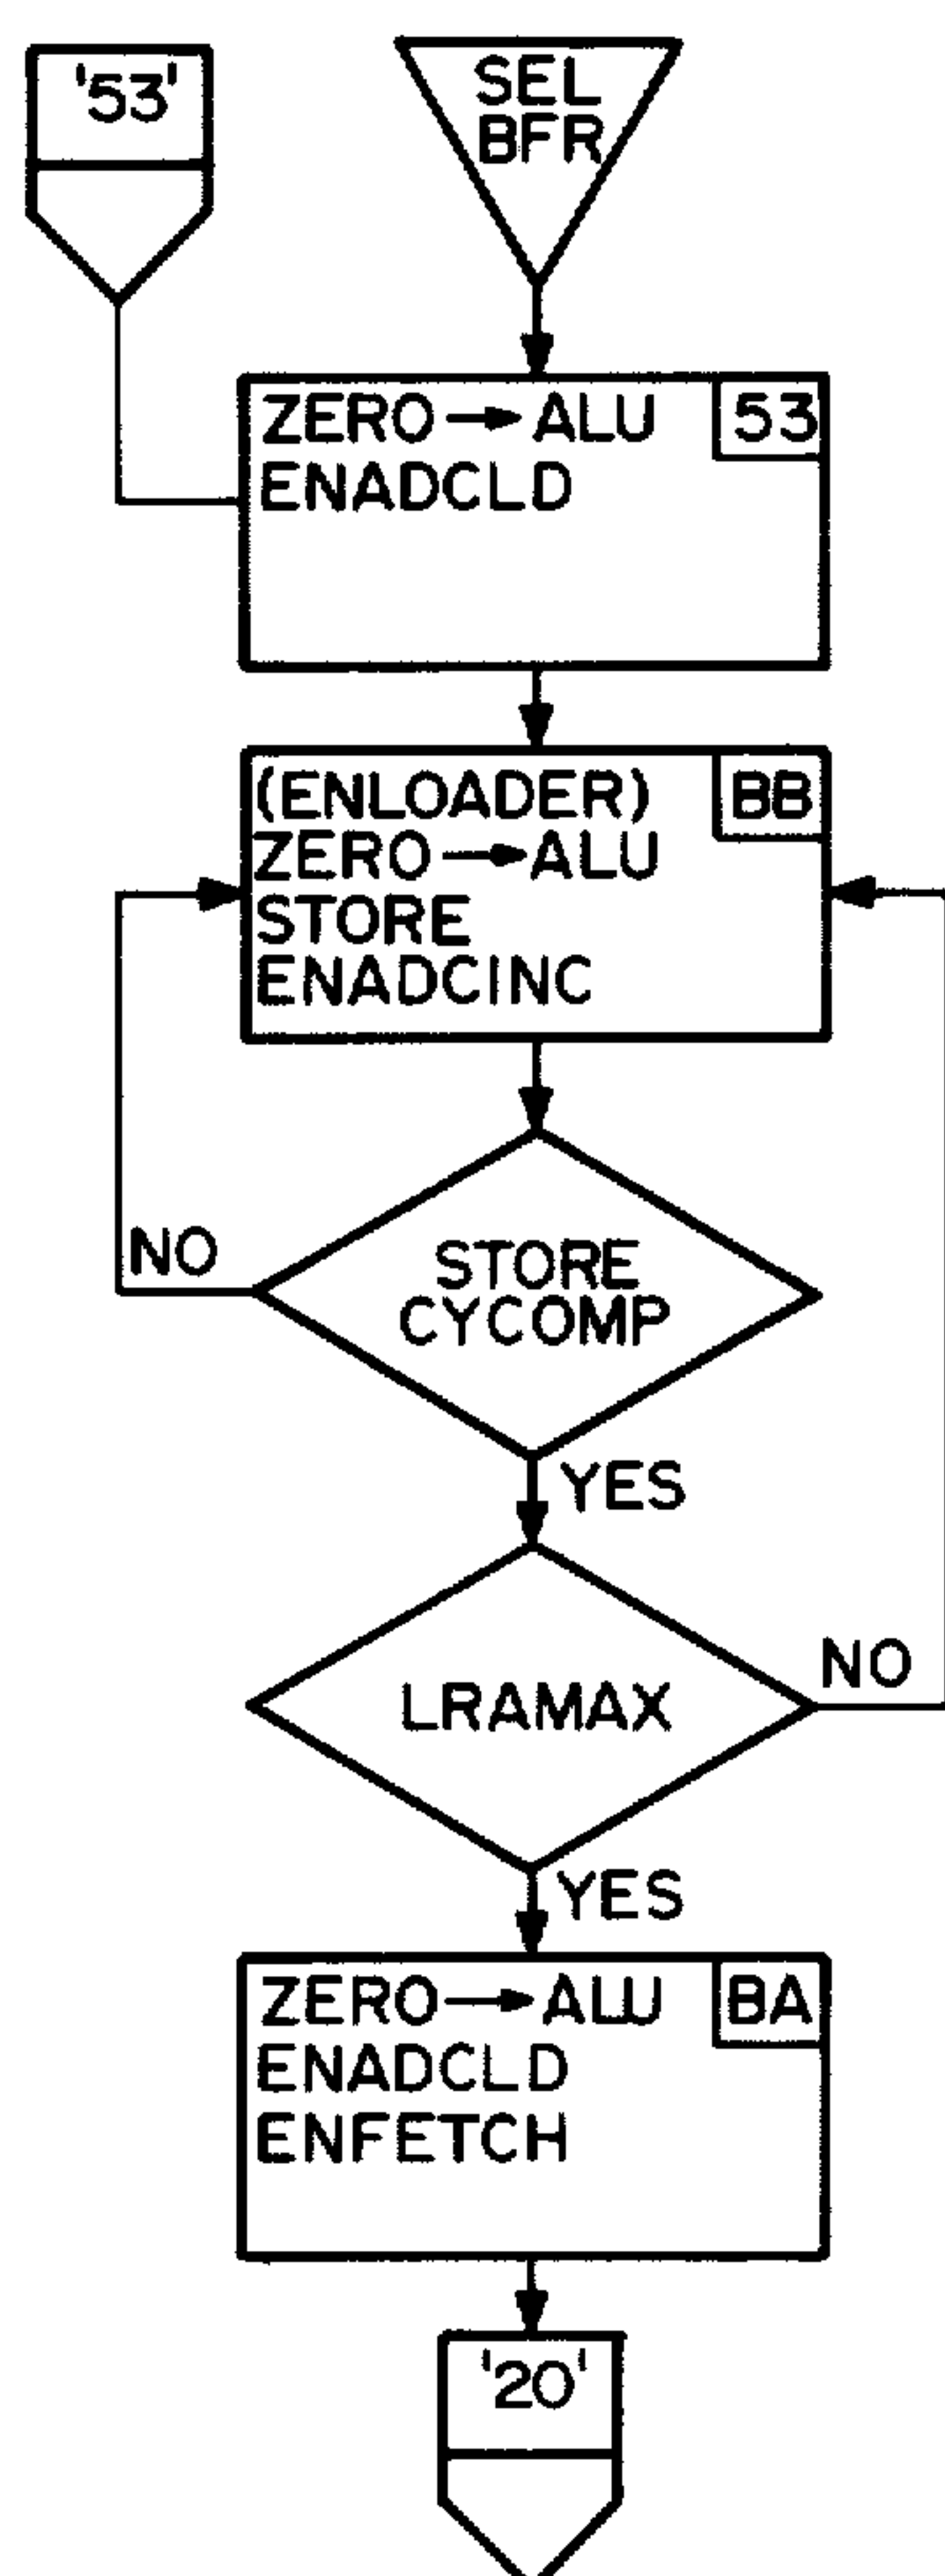 '53'
SEL
BFR
ZERO→ALU
53
ENADCLD
(ENLOADER)
BB
ZERO→ALU
STORE
ENADCINC
NO
STORE
CYCOMP
YES
LRAMAX
NO
YES
ZERO→ALU
BA
ENADCLD
ENFETCH
'20'